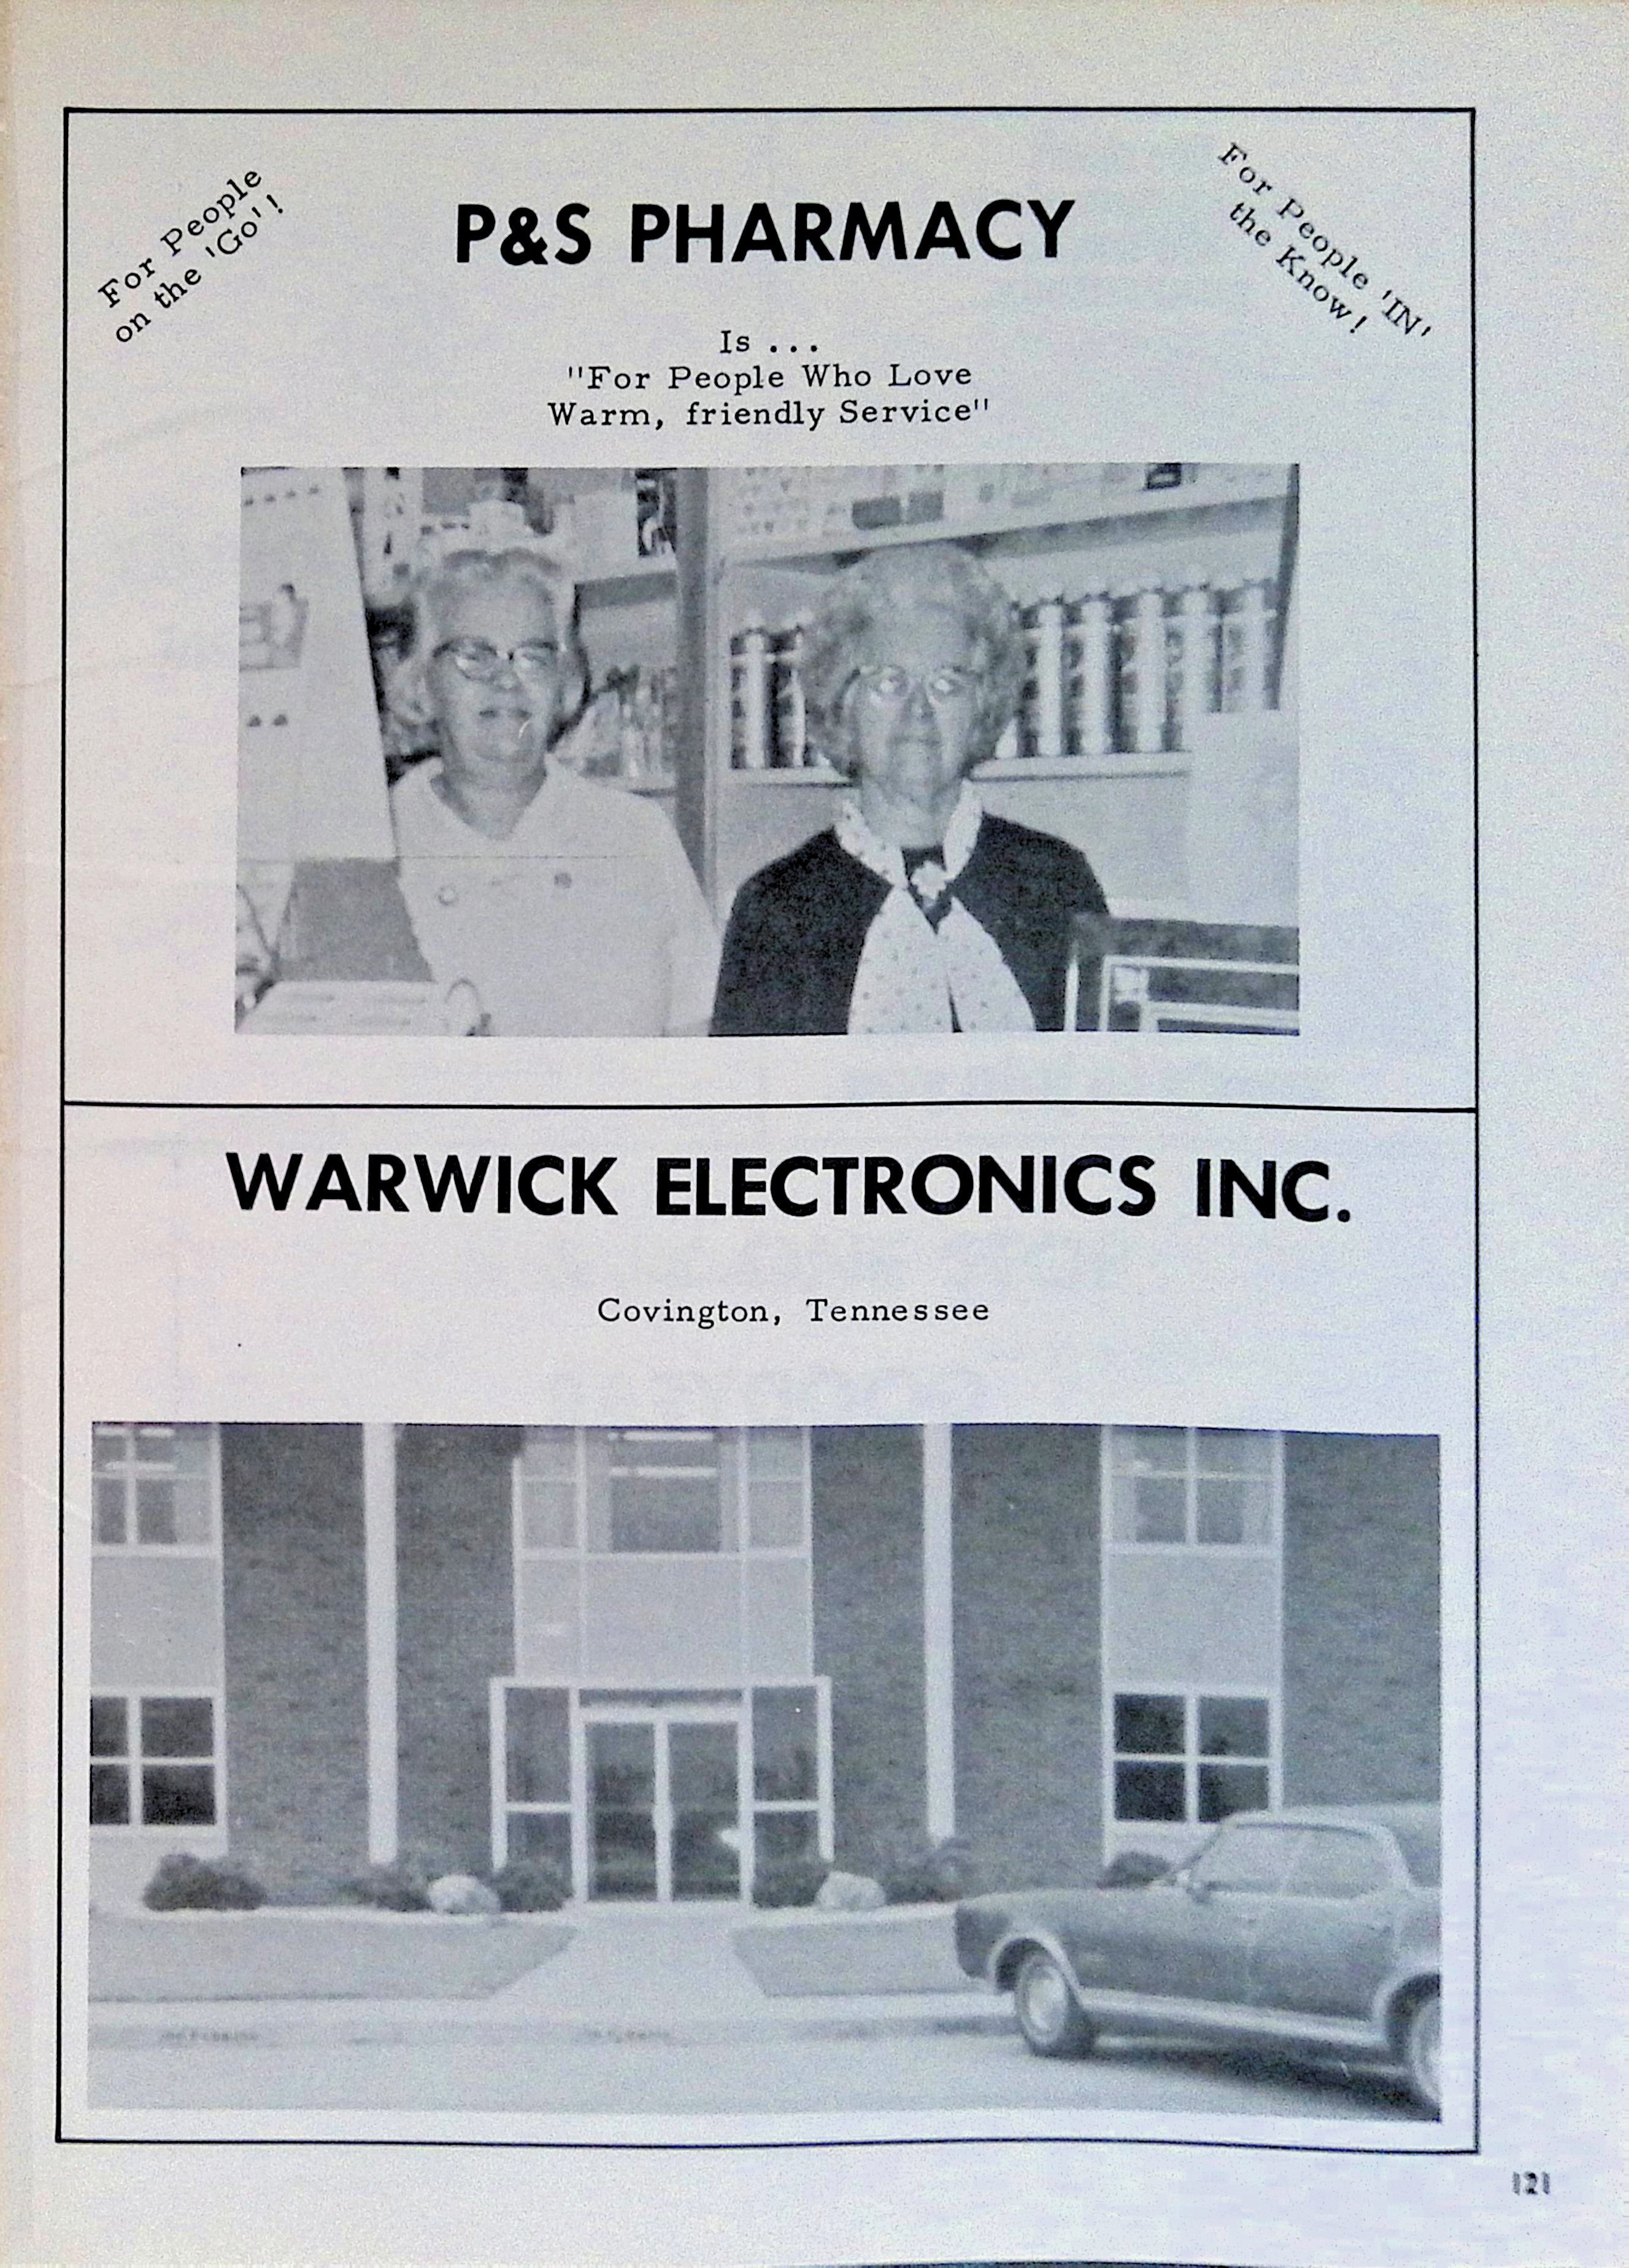 For People
on the 'Go'!
P&S PHARMACY
For People 'IN'
the Know!
Is ...
"For People Who Love
Warm, friendly Service"
WARWICK ELECTRONICS INC.
Covington, Tennessee
121